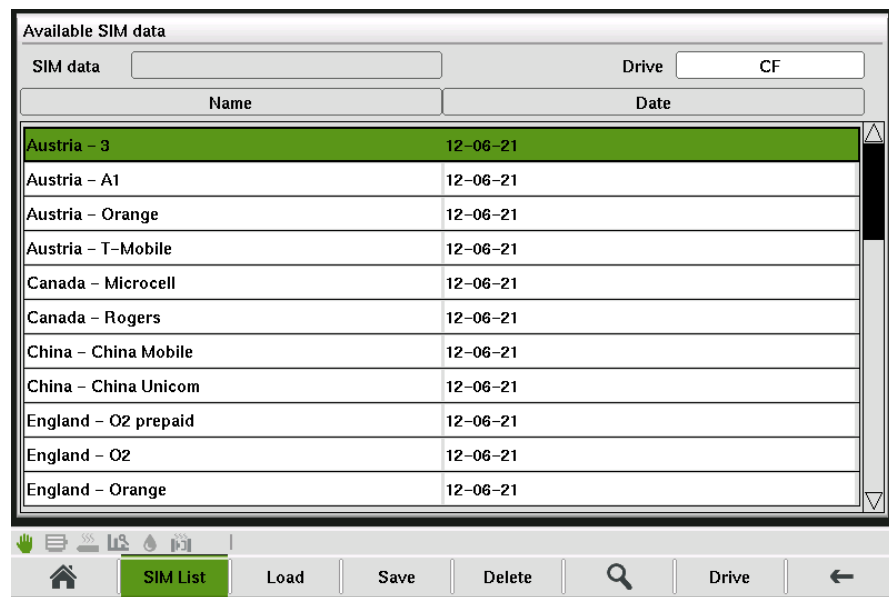 Available SIM data
SIM data Drive CF
Name Date
Austria - 3 12-06-21
Austria - A1 12-06-21
Austria - Orange 12-06-21
Austria - T-Mobile 12-06-21
Canada - Microcell 12-06-21
Canada - Rogers 12-06-21
China - China Mobile 12-06-21
China - China Unicom 12-06-21
England - O2 prepaid 12-06-21
England - O2 12-06-21
England - Orange 12-06-21
SIM List Load Save Delete Drive